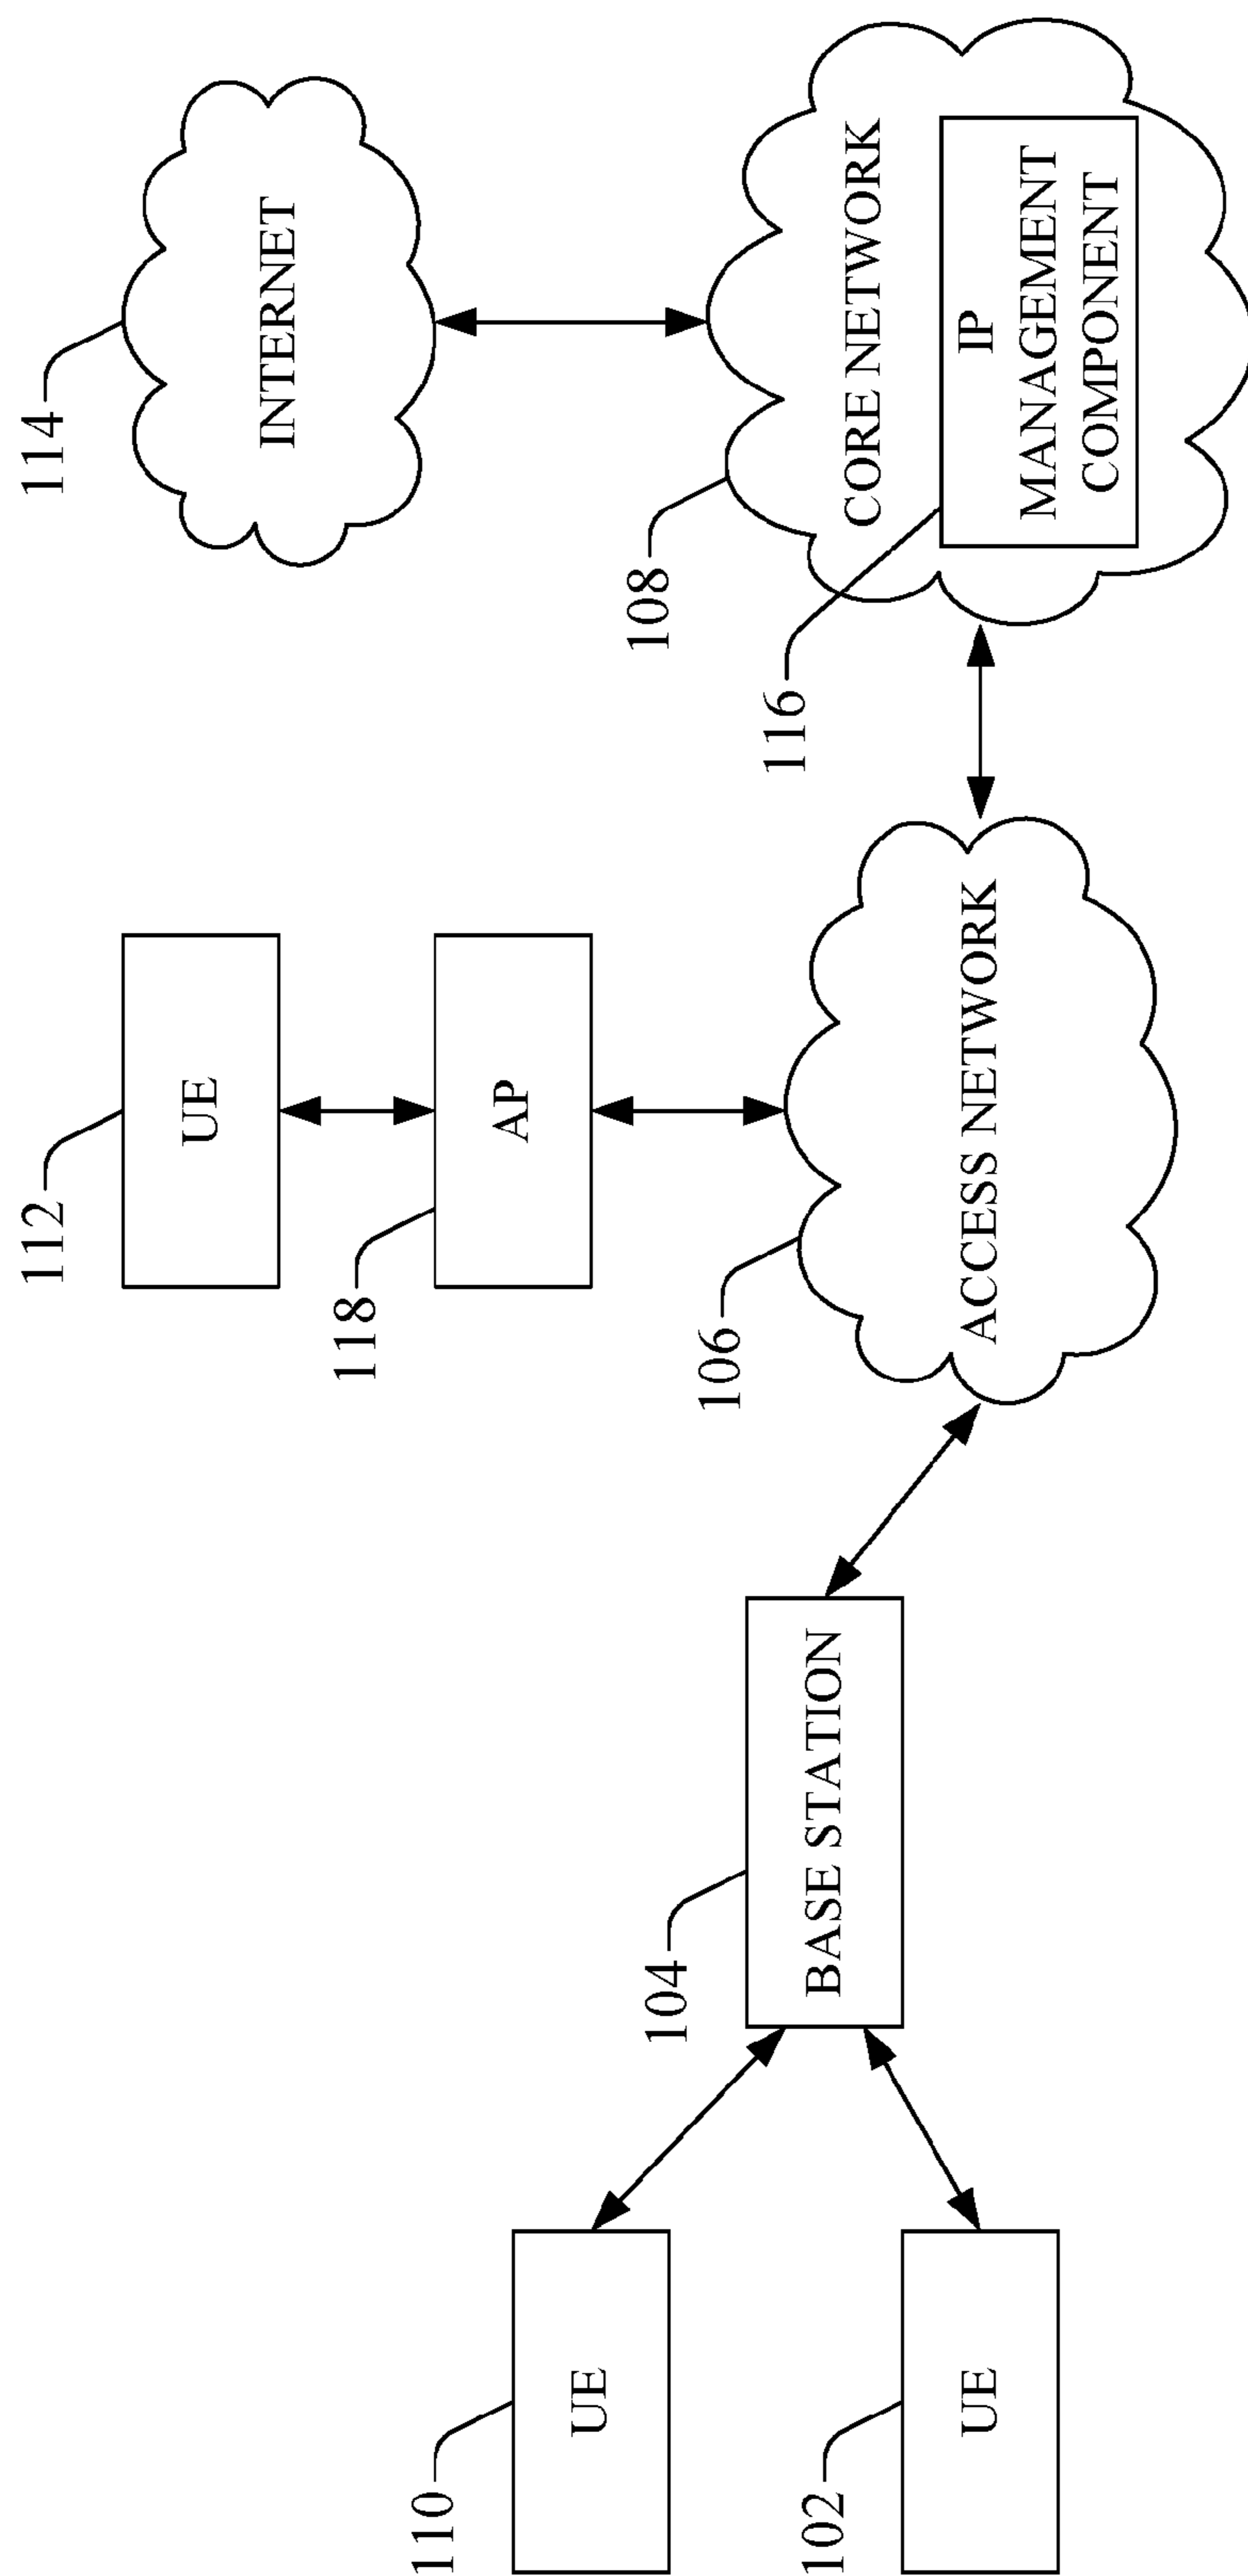 110
UE
102
UE
104
BASE STATION
112
UE
118
AP
106
ACCESS NETWORK
114
INTERNET
108
CORE NETWORK
116
IP
MANAGEMENT
COMPONENT